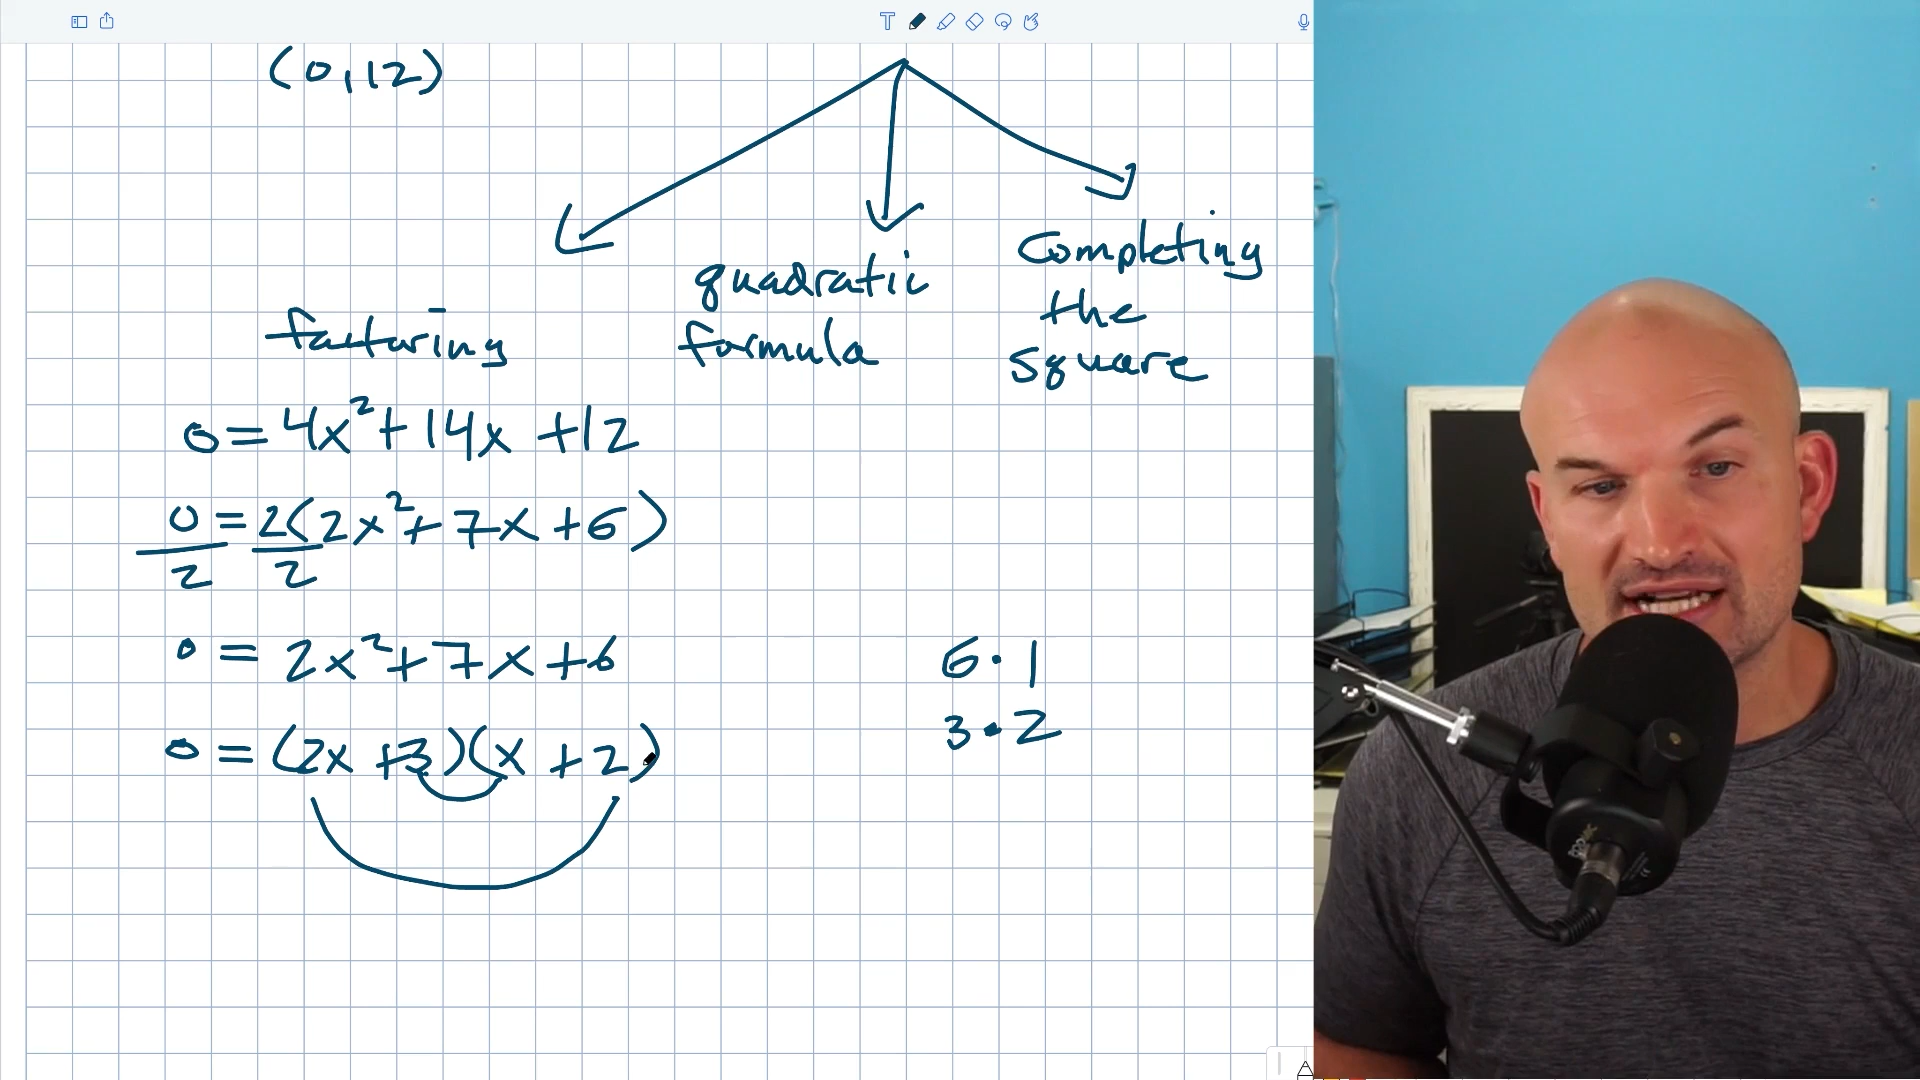 (0,12)
factoring
quadratic
formula
Completing
the
square
0 = 4x² + 14x + 12
0 = 2(2x² + 7x + 6)
2 2
0 = 2x² + 7x + 6
0 = (2x + 3)(x + 2)
6 · 1
3 · 2